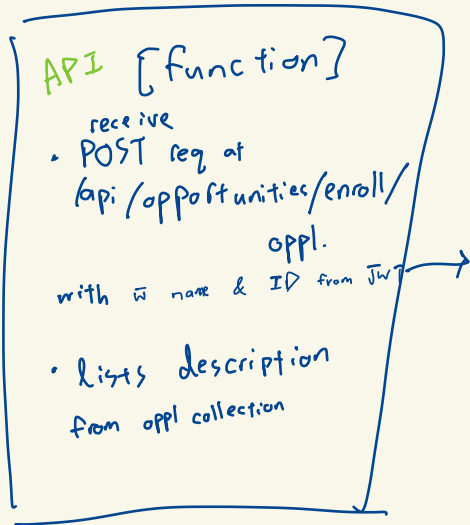 API [function]
receive
• POST req at
/api/opportunities/enroll/
oppl.
with w̅ name & ID from JWT
• lists description
from oppl collection